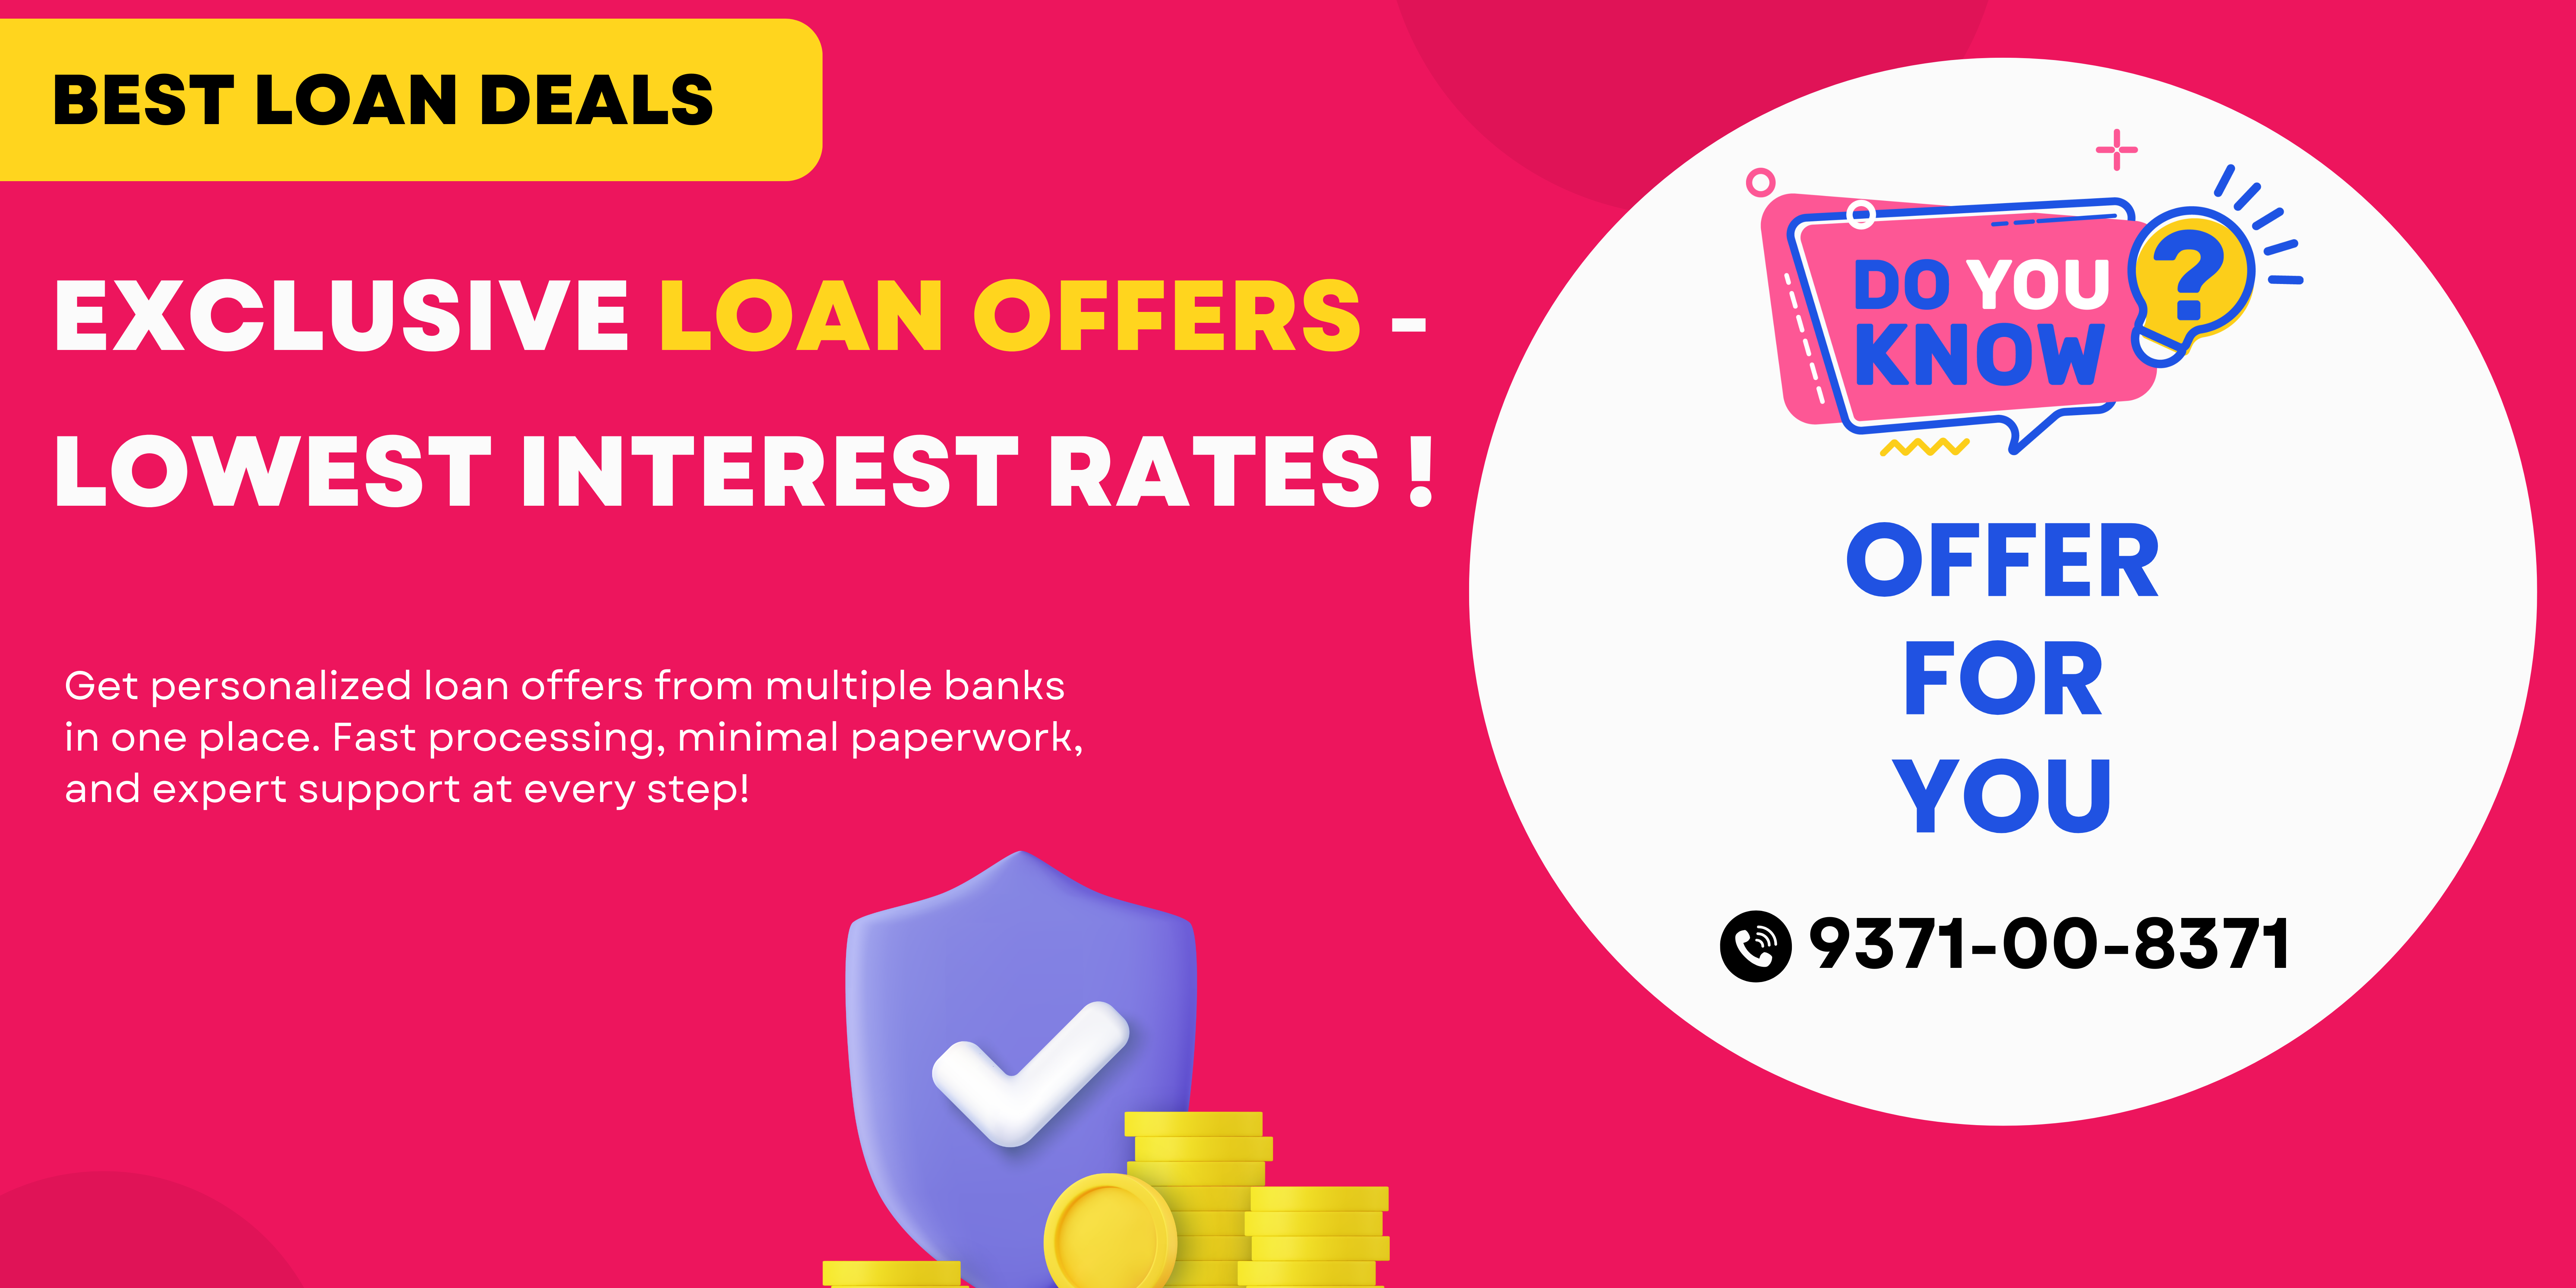 BEST LOAN DEALS
EXCLUSIVE LOAN OFFERS -
LOWEST INTEREST RATES !
Get personalized loan offers from multiple banks
in one place. Fast processing, minimal paperwork,
and expert support at every step!
DO YOU
KNOW
?
OFFER
FOR
YOU
9371-00-8371